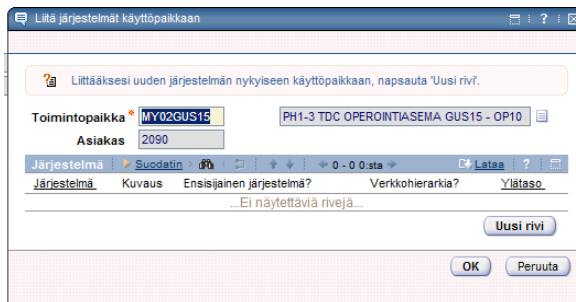 Liitä järjestelmät käyttöpaikkaan ?
Liittääksesi uuden järjestelmän nykyiseen käyttöpaikkaan, napsauta 'Uusi rivi'.
Toimintopaikka * MY02GUS15 PH1-3 TDC OPEROINTIASEMA GUS15 - OP10
Asiakas 2090
Järjestelmä Suodatin 0 - 0 0:sta Lataa ?
Järjestelmä Kuvaus Ensisijainen järjestelmä? Verkkohierarkia? Ylätaso
...Ei näytettäviä rivejä...
Uusi rivi
OK Peruuta